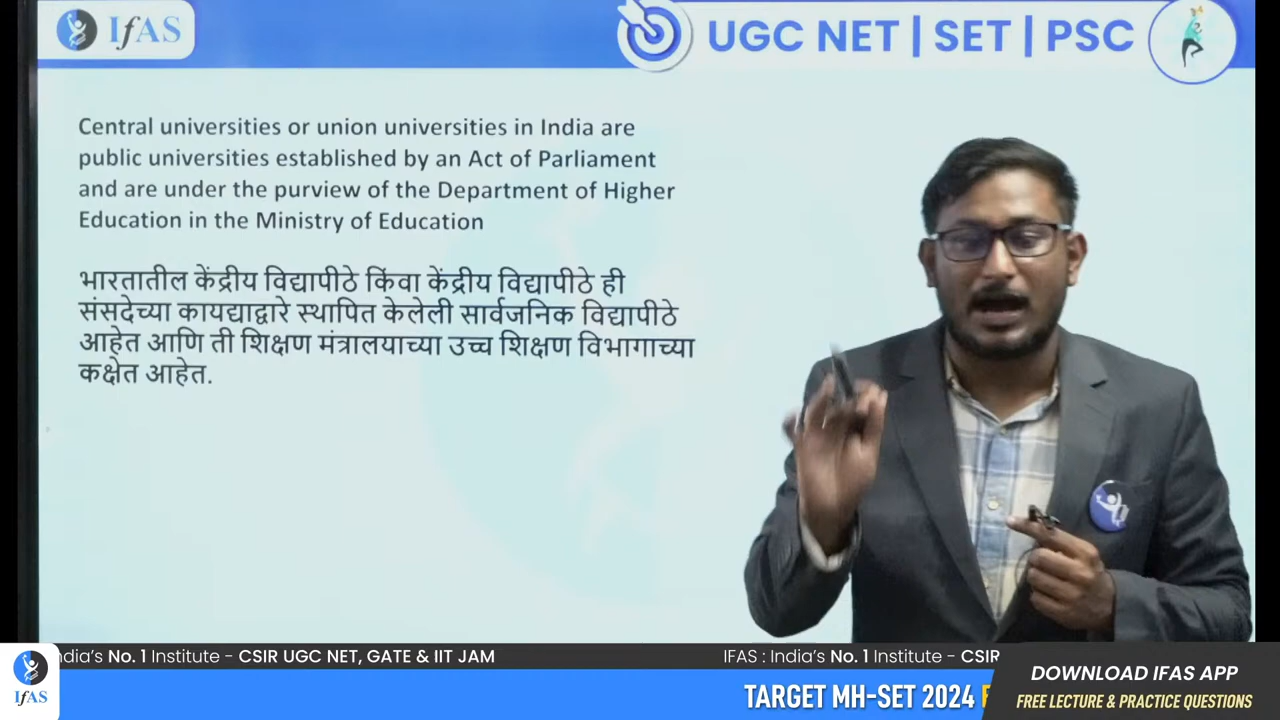 IfAS
UGC NET | SET | PSC
Central universities or union universities in India are
public universities established by an Act of Parliament
and are under the purview of the Department of Higher
Education in the Ministry of Education
भारतातील केंद्रीय विद्यापीठे किंवा केंद्रीय विद्यापीठे ही
संसदेच्या कायद्याद्वारे स्थापित केलेली सार्वजनिक विद्यापीठे
आहेत आणि ती शिक्षण मंत्रालयाच्या उच्च शिक्षण विभागाच्या
कक्षेत आहेत.
India's No. 1 Institute - CSIR UGC NET, GATE & IIT JAM
IFAS : India's No. 1 Institute - CSIR
IfAS
TARGET MH-SET 2024
DOWNLOAD IFAS APP
FREE LECTURE & PRACTICE QUESTIONS